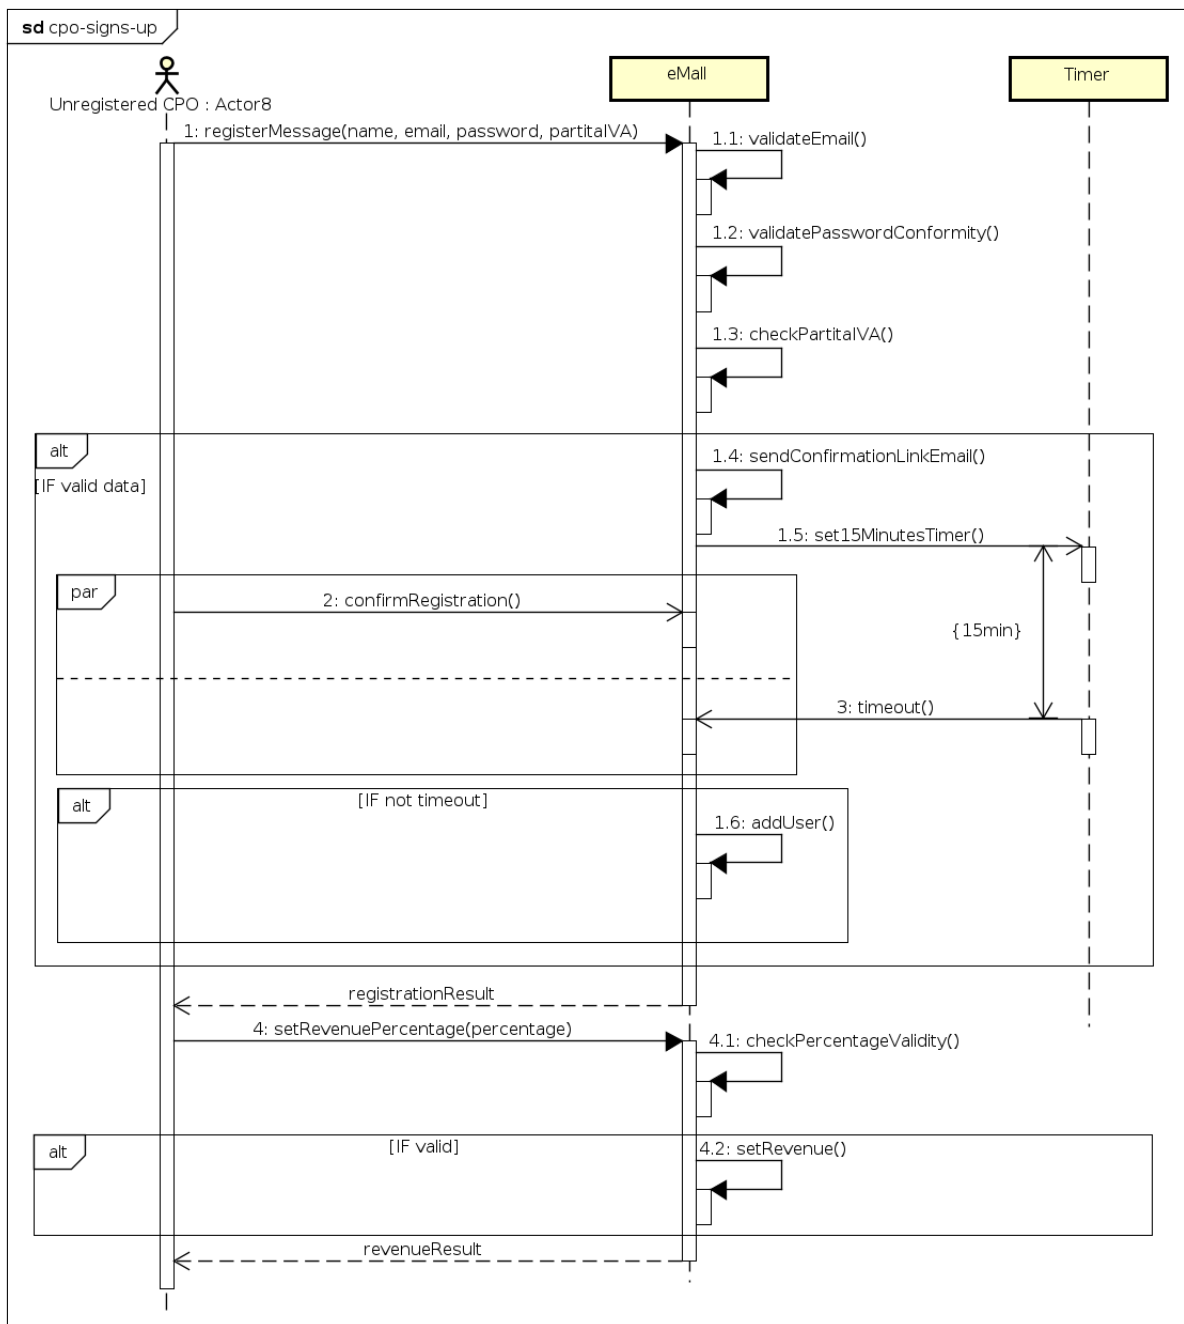 sd cpo-signs-up
Unregistered CPO : Actor8
eMall
Timer
1: registerMessage(name, email, password, partitaIVA)
1.1: validateEmail()
1.2: validatePasswordConformity()
1.3: checkPartitaIVA()
alt
[IF valid data]
1.4: sendConfirmationLinkEmail()
1.5: set15MinutesTimer()
par
2: confirmRegistration()
{15min}
3: timeout()
alt
[IF not timeout]
1.6: addUser()
registrationResult
4: setRevenuePercentage(percentage)
4.1: checkPercentageValidity()
alt
[IF valid]
4.2: setRevenue()
revenueResult